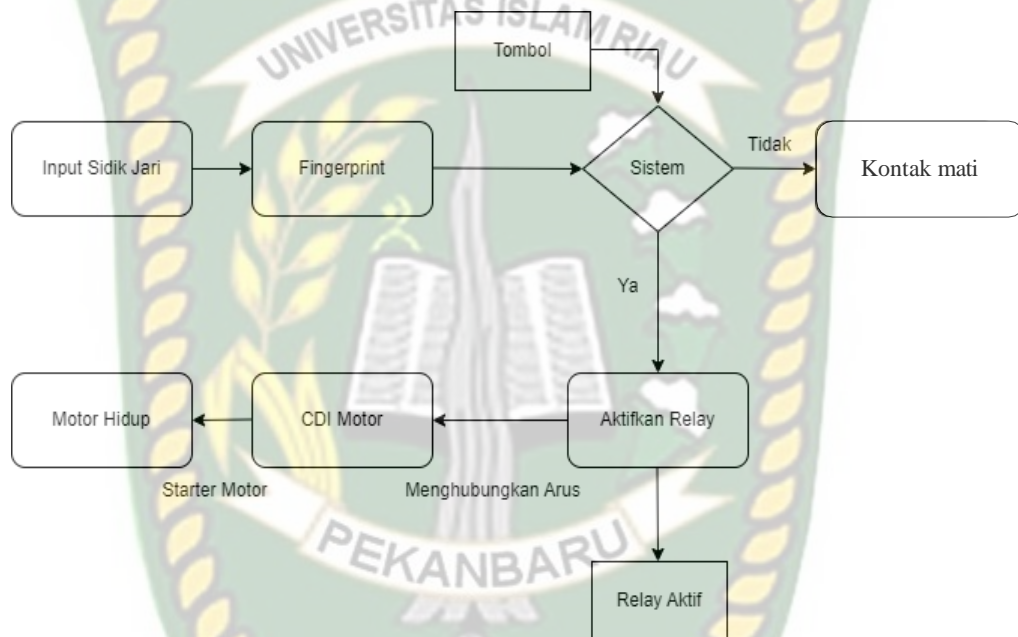 UNIVERSITAS ISLAM RIAU
Tombol
Input Sidik Jari
Fingerprint
Sistem
Tidak
Kontak mati
Ya
Motor Hidup
CDI Motor
Aktifkan Relay
Starter Motor
Menghubungkan Arus
PEKANBARU
Relay Aktif